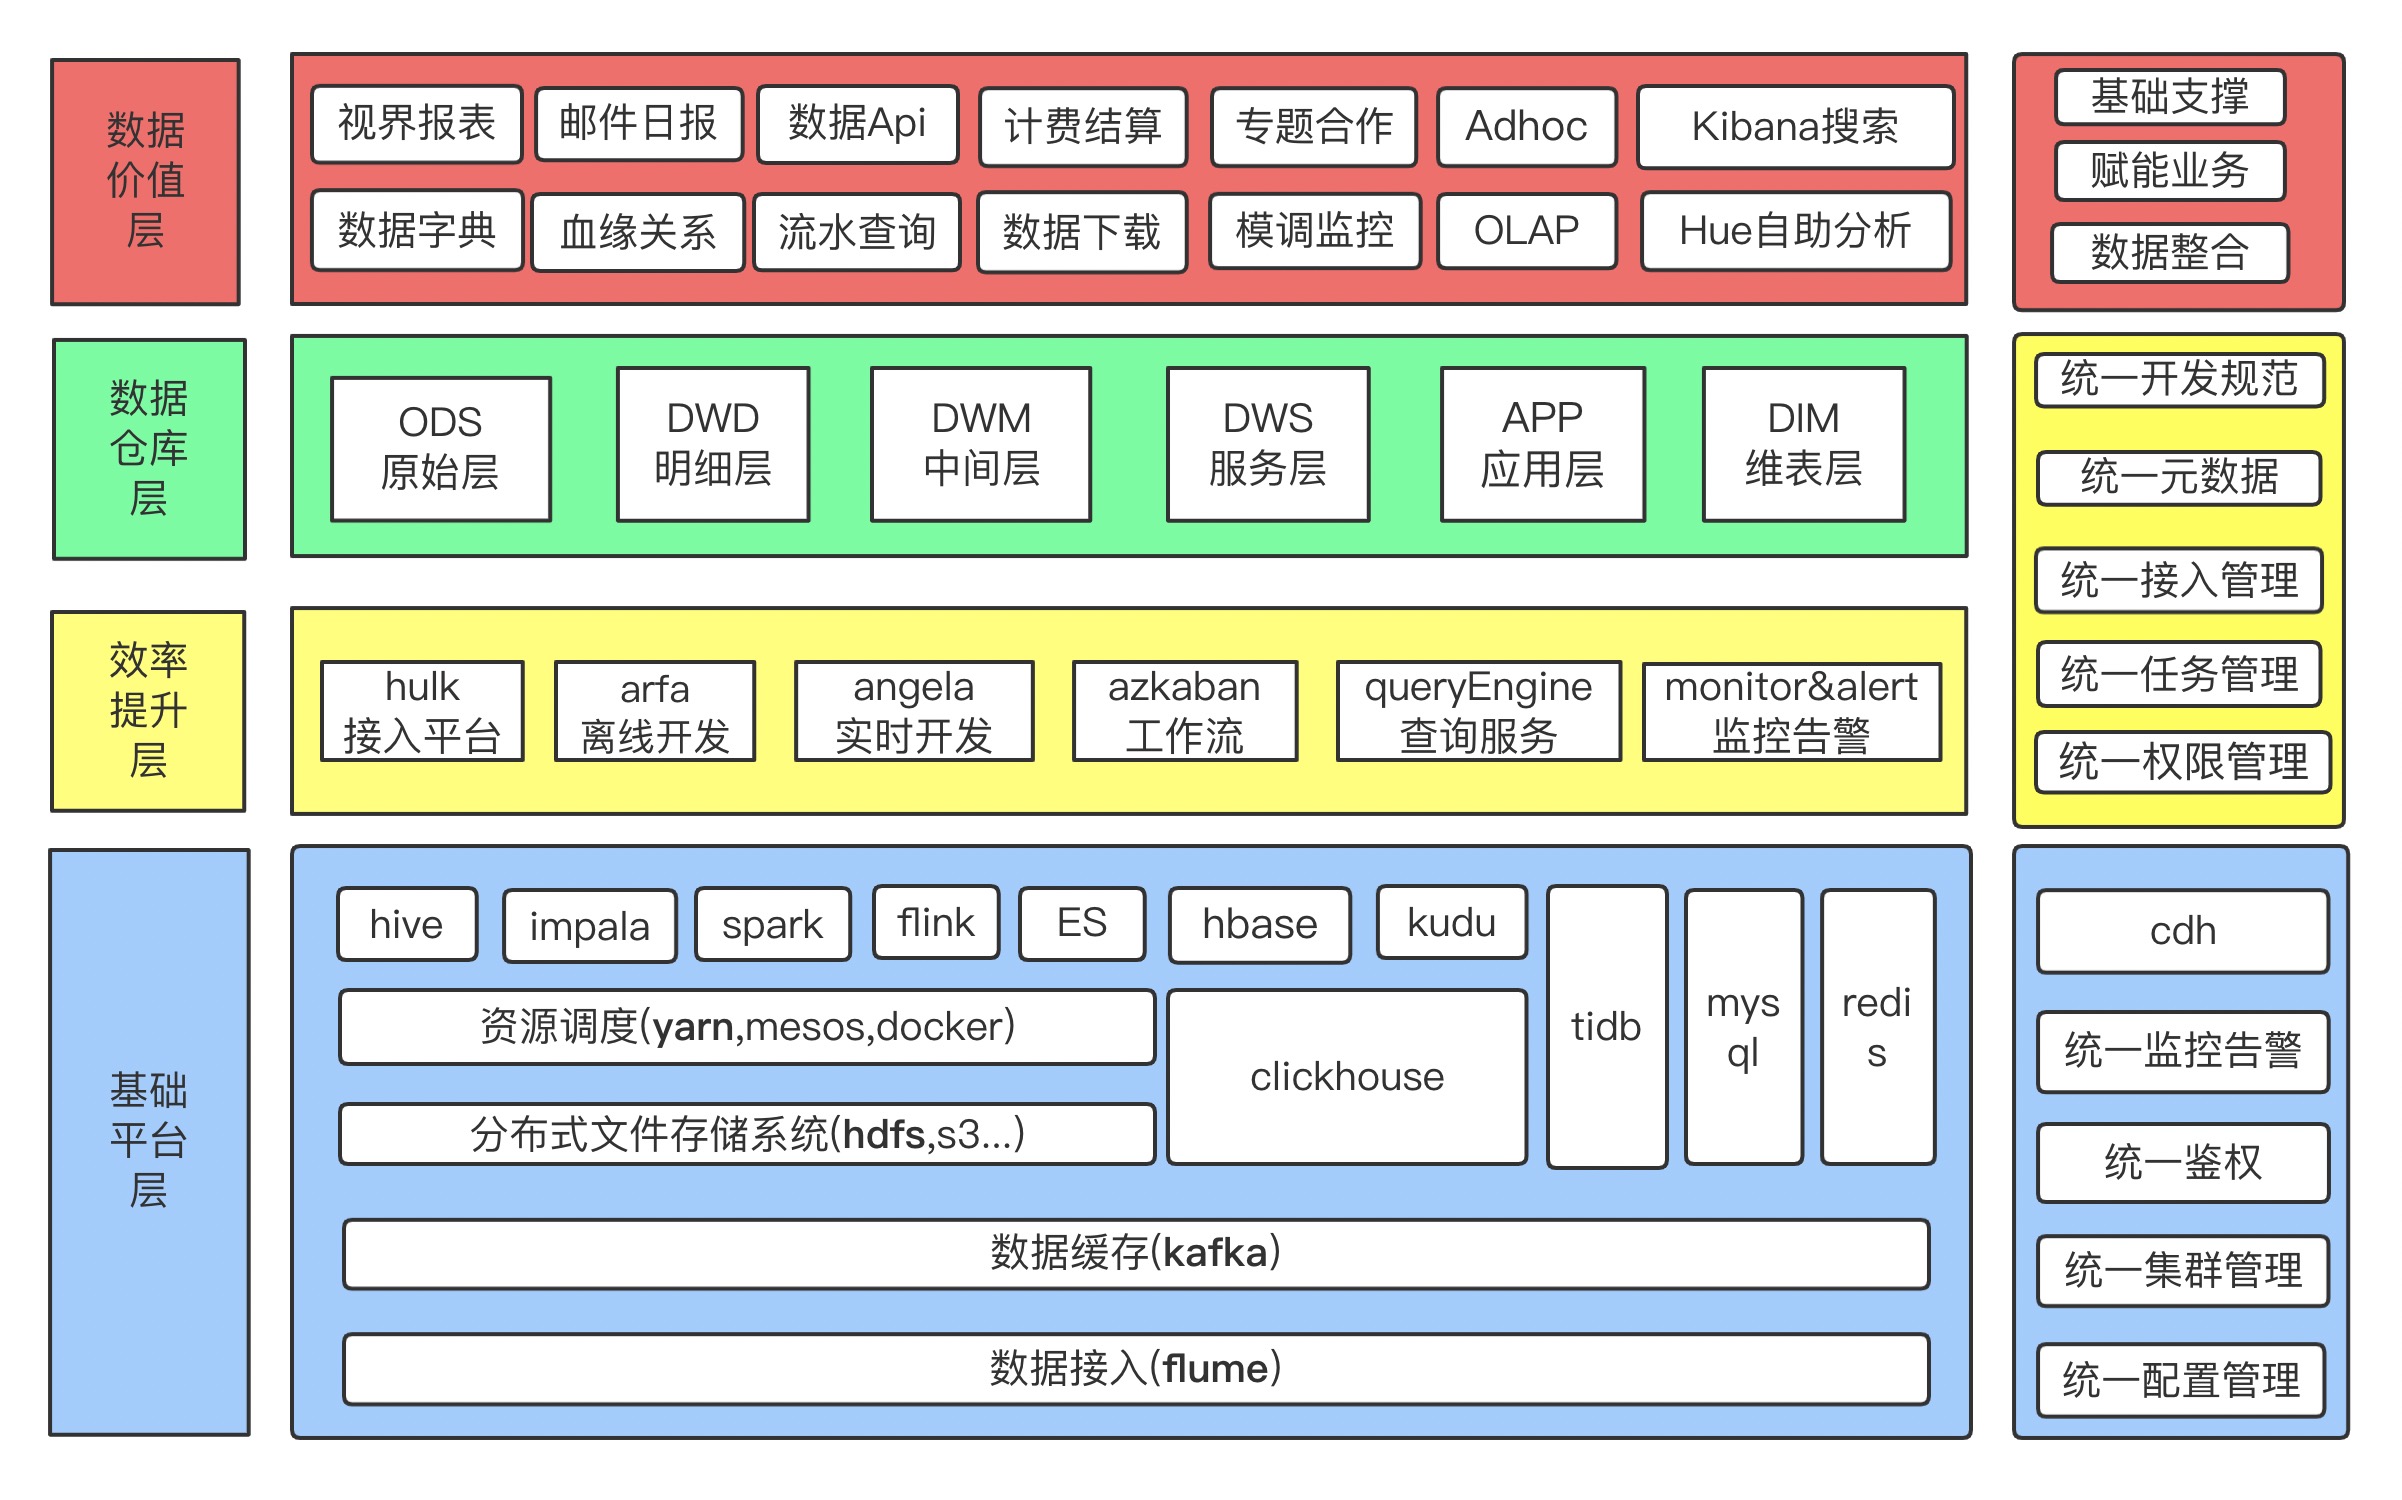 数据
价值
层
视界报表
邮件日报
数据Api
计费结算
专题合作
Adhoc
Kibana搜索
数据字典
血缘关系
流水查询
数据下载
模调监控
OLAP
Hue自助分析
基础支撑
赋能业务
数据整合
数据
仓库
层
ODS
原始层
DWD
明细层
DWM
中间层
DWS
服务层
APP
应用层
DIM
维表层
统一开发规范
统一元数据
统一接入管理
统一任务管理
统一权限管理
效率
提升
层
hulk
接入平台
arfa
离线开发
angela
实时开发
azkaban
工作流
queryEngine
查询服务
monitor&alert
监控告警
基础
平台
层
hive
impala
spark
flink
ES
hbase
kudu
tidb
mys
ql
redi
s
资源调度(yarn,mesos,docker)
clickhouse
分布式文件存储系统(hdfs,s3...)
数据缓存(kafka)
数据接入(flume)
cdh
统一监控告警
统一鉴权
统一集群管理
统一配置管理